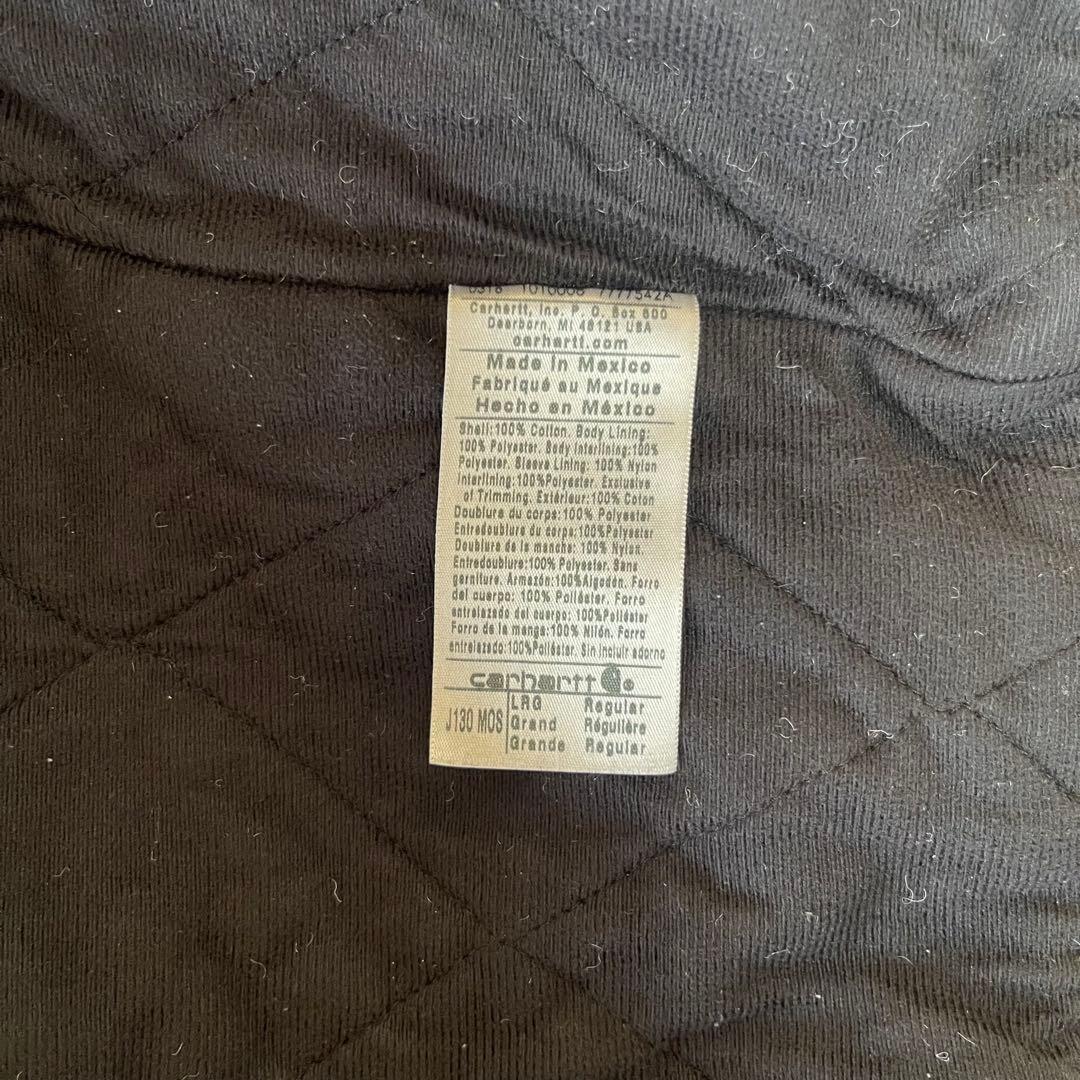 7777542A
Carhartt, Inc. P. O. Box 600
Dearborn, MI 48121 USA
carhartt.com
Made in Mexico
Fabriqué au Mexique
Hecho en México
Shell:100% Cotton. Body Lining:
100% Polyester. Body Interlining:100%
Polyester. Sleeve Lining: 100% Nylon
Interlining:100%Polyester. Exclusive
of Trimming. Extérieur:100% Coton
Doublure du corps:100% Polyester
Entredoublure du corps:100%Polyester
Doublure de la manche: 100% Nylon.
Entredoublure:100% Polyester. Sans
garniture. Armazón:100%Algodón. Forro
del cuerpo: 100% Poliéster. Forro
entrelazado del cuerpo: 100%Poliéster
Forro de la manga:100% Nilón. Forro
entrelazado:100%Poliéster. Sin incluir adorno
carhartt
J130 MOS
LRG Regular
Grand Régulière
Grande Regular